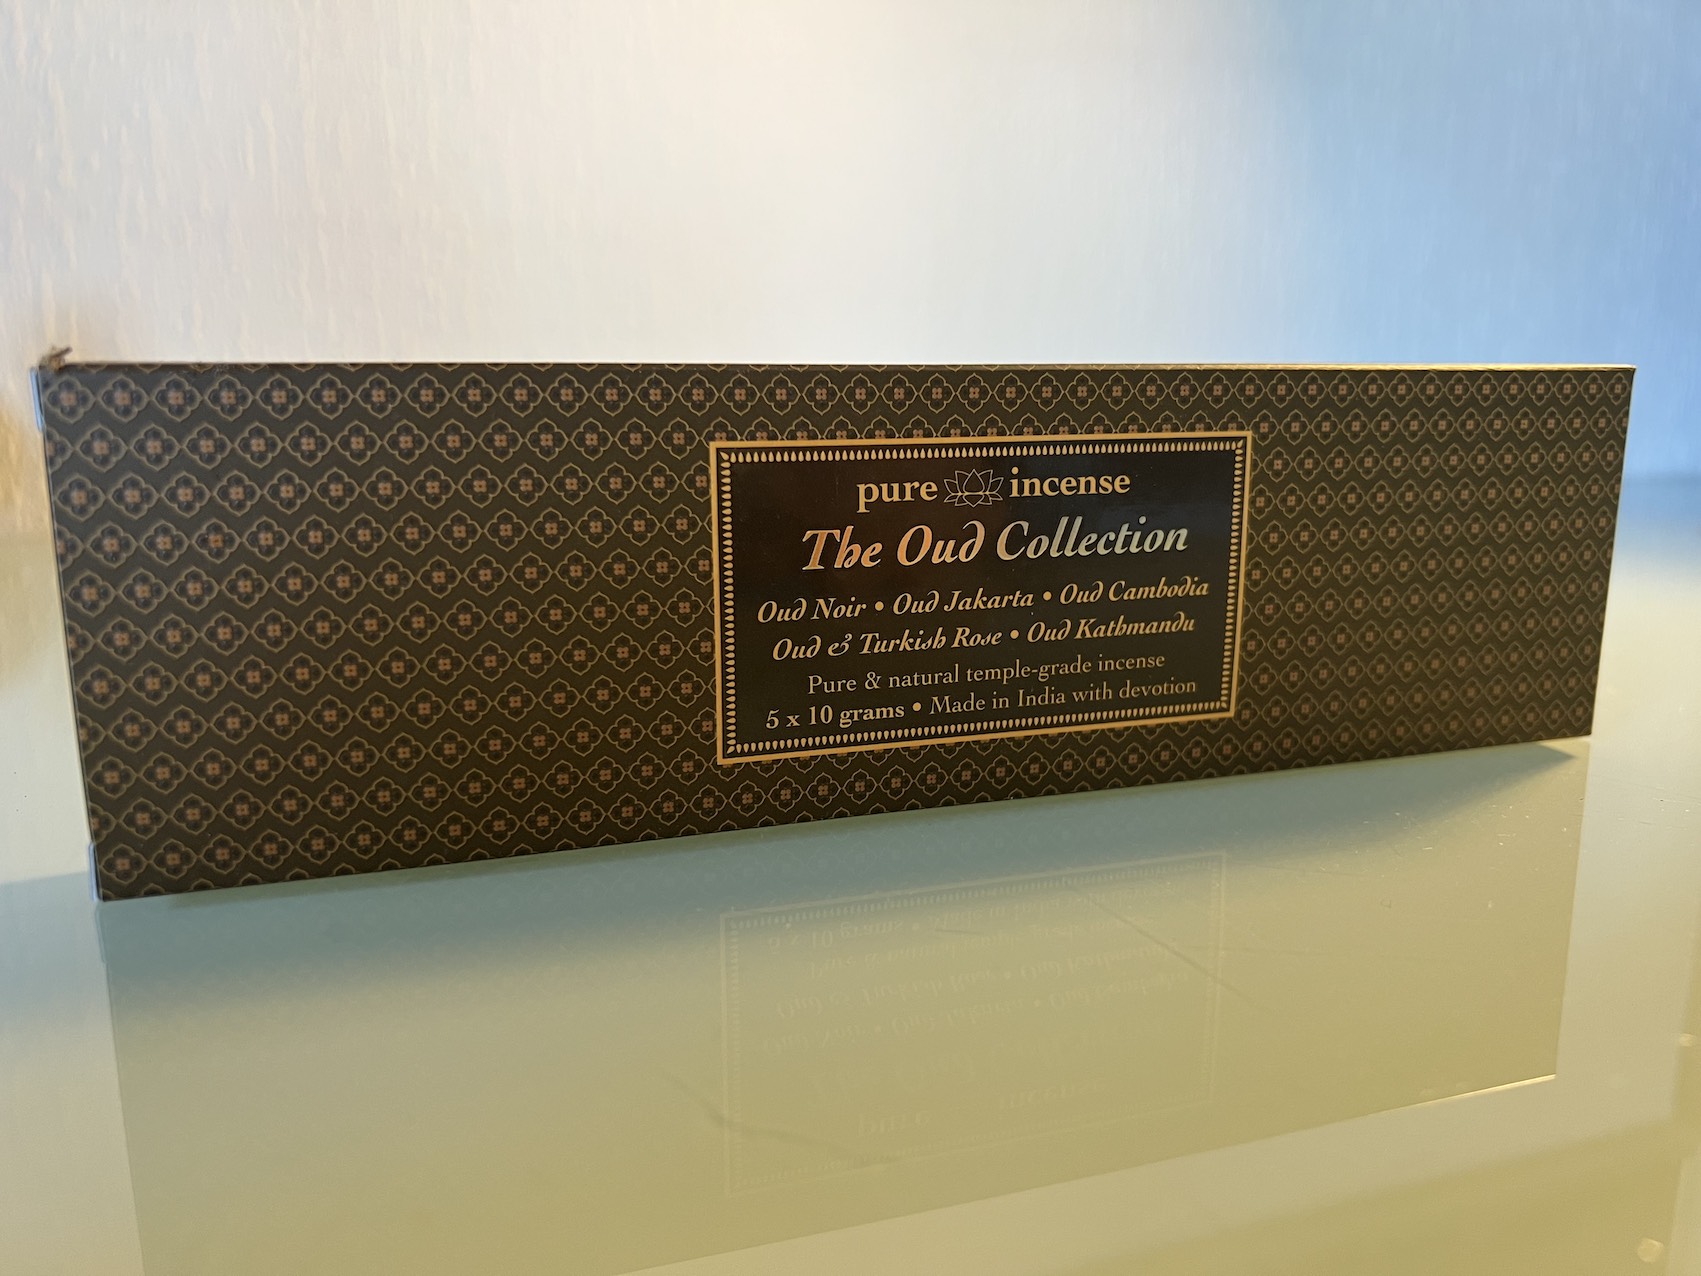 pure incense
The Oud Collection
Oud Noir • Oud Jakarta • Oud Cambodia
Oud & Turkish Rose • Oud Kathmandu
Pure & natural temple-grade incense
5 x 10 grams • Made in India with devotion